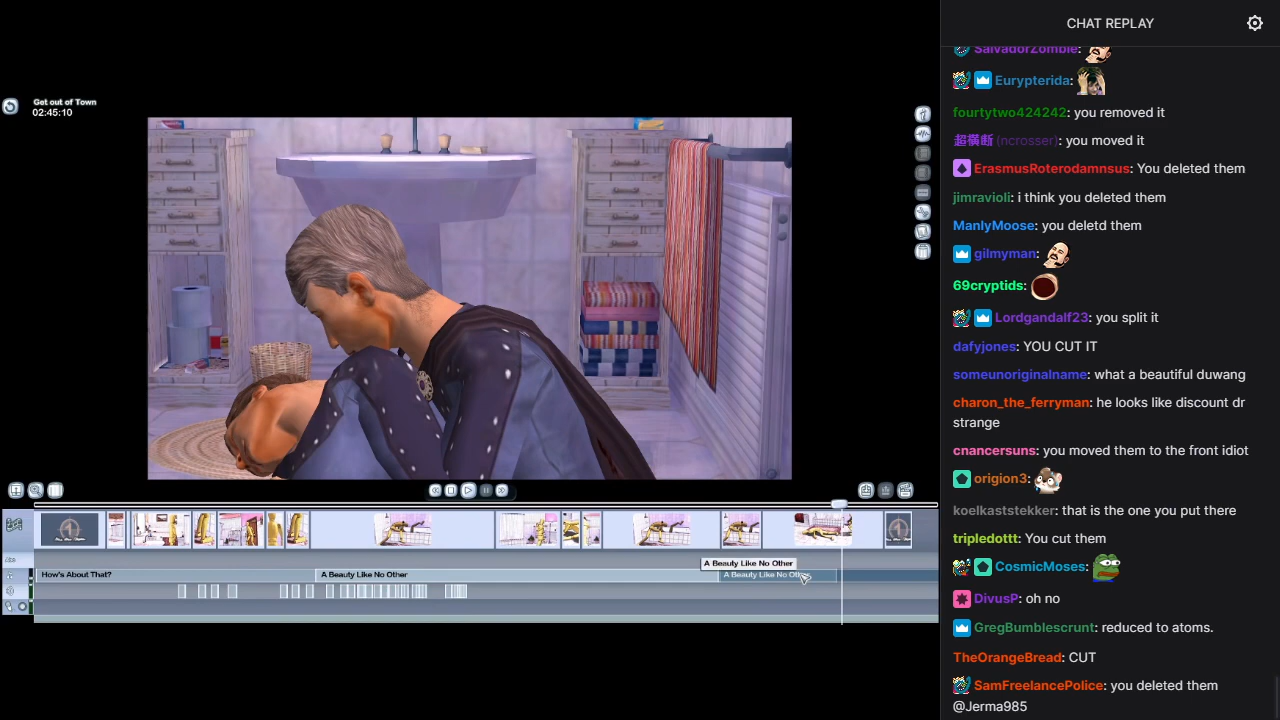 CHAT REPLAY
SalvadorZombie:
Eurypterida:
fourtytwo424242: you removed it
超横断 (ncrosser): you moved it
ErasmusRoterodamnsus: You deleted them
jimravioli: i think you deleted them
ManlyMoose: you deletd them
gilmyman:
69cryptids:
Lordgandalf23: you split it
dafyjones: YOU CUT IT
someunoriginalname: what a beautiful duwang
charon_the_ferryman: he looks like discount dr
strange
cnancersuns: you moved them to the front idiot
origion3:
koelkaststekker: that is the one you put there
tripledottt: You cut them
CosmicMoses:
DivusP: oh no
GregBumblescrunt: reduced to atoms.
TheOrangeBread: CUT
SamFreelancePolice: you deleted them
@Jerma985
Get out of Town
02:45:10
A Beauty Like No Other
How's About That?
A Beauty Like No Other
A Beauty Like No